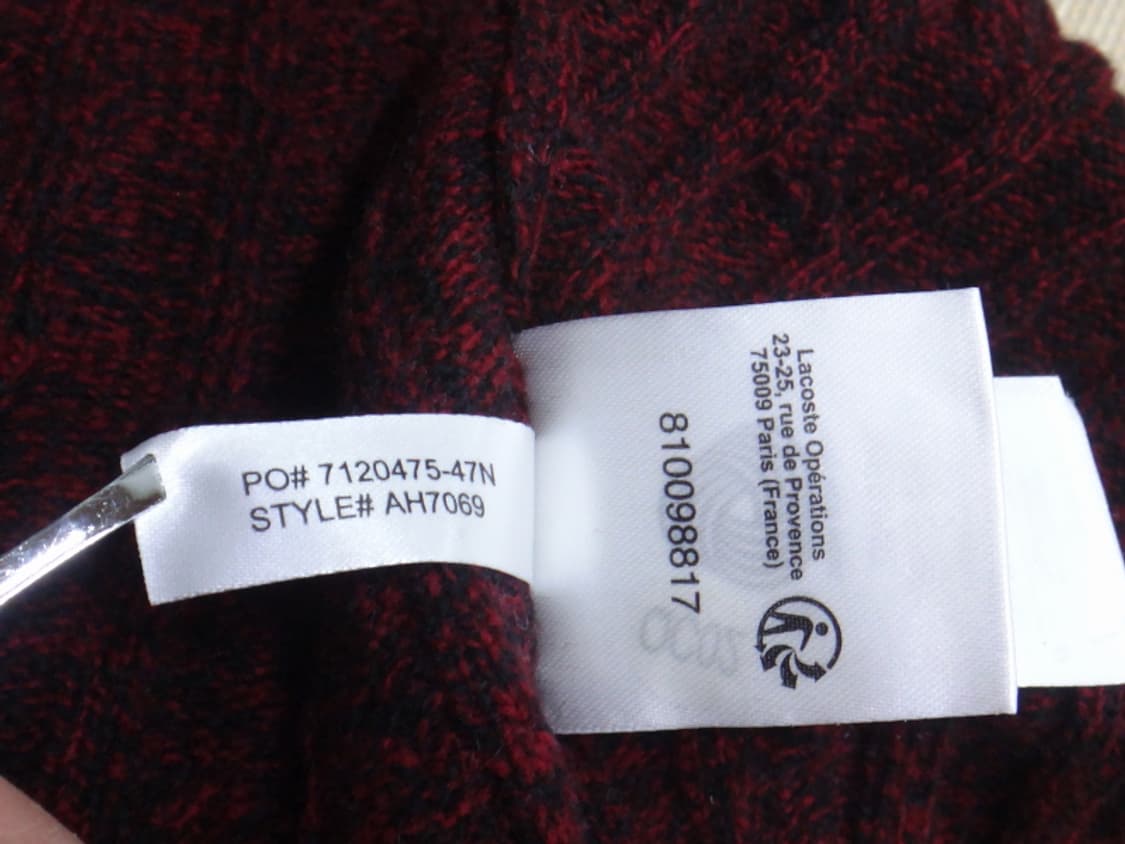 PO# 7120475-47N
STYLE# AH7069
Lacoste Opérations
23-25, rue de Provence
75009 Paris (France)
810098817